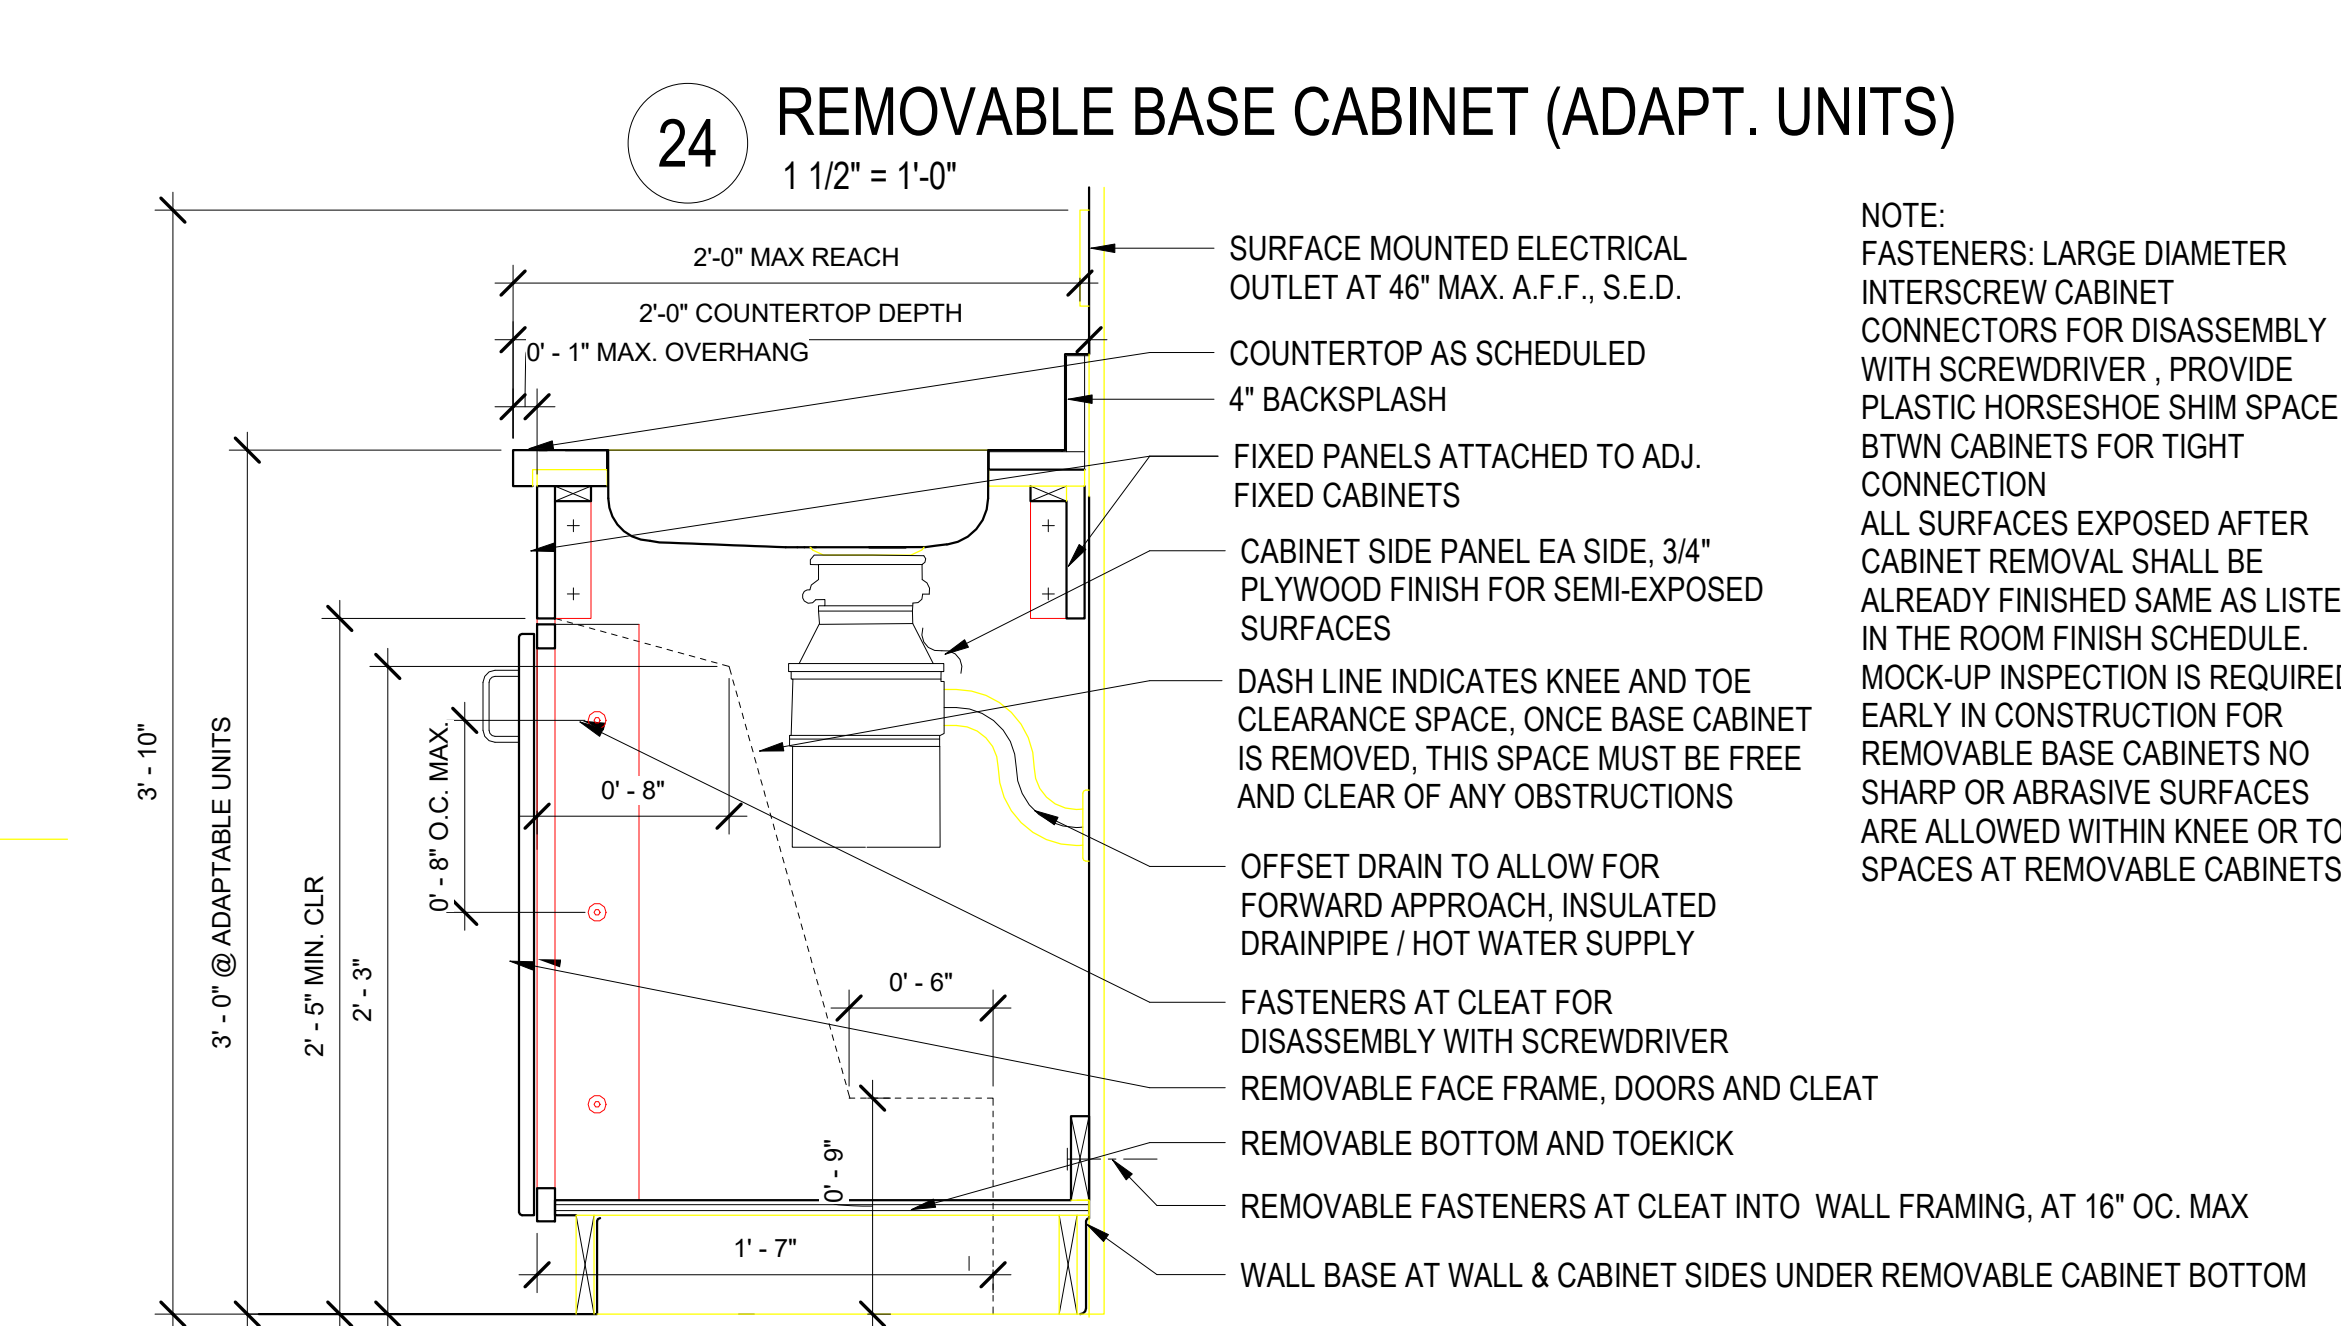 24
REMOVABLE BASE CABINET (ADAPT. UNITS)
1 1/2" = 1'-0"
2'-0" MAX REACH
2'-0" COUNTERTOP DEPTH
0' - 1" MAX. OVERHANG
3' - 10"
3' - 0" @ ADAPTABLE UNITS
2' - 5" MIN. CLR
2' - 3"
0' - 8" O.C. MAX.
0' - 8"
0' - 6"
0' - 9"
1' - 7"
SURFACE MOUNTED ELECTRICAL
OUTLET AT 46" MAX. A.F.F., S.E.D.
COUNTERTOP AS SCHEDULED
4" BACKSPLASH
FIXED PANELS ATTACHED TO ADJ.
FIXED CABINETS
CABINET SIDE PANEL EA SIDE, 3/4"
PLYWOOD FINISH FOR SEMI-EXPOSED
SURFACES
DASH LINE INDICATES KNEE AND TOE
CLEARANCE SPACE, ONCE BASE CABINET
IS REMOVED, THIS SPACE MUST BE FREE
AND CLEAR OF ANY OBSTRUCTIONS
OFFSET DRAIN TO ALLOW FOR
FORWARD APPROACH, INSULATED
DRAINPIPE / HOT WATER SUPPLY
FASTENERS AT CLEAT FOR
DISASSEMBLY WITH SCREWDRIVER
REMOVABLE FACE FRAME, DOORS AND CLEAT
REMOVABLE BOTTOM AND TOEKICK
REMOVABLE FASTENERS AT CLEAT INTO WALL FRAMING, AT 16" OC. MAX
WALL BASE AT WALL & CABINET SIDES UNDER REMOVABLE CABINET BOTTOM
NOTE:
FASTENERS: LARGE DIAMETER
INTERSCREW CABINET
CONNECTORS FOR DISASSEMBLY
WITH SCREWDRIVER , PROVIDE
PLASTIC HORSESHOE SHIM SPACE
BTWN CABINETS FOR TIGHT
CONNECTION
ALL SURFACES EXPOSED AFTER
CABINET REMOVAL SHALL BE
ALREADY FINISHED SAME AS LISTE
IN THE ROOM FINISH SCHEDULE.
MOCK-UP INSPECTION IS REQUIRED
EARLY IN CONSTRUCTION FOR
REMOVABLE BASE CABINETS NO
SHARP OR ABRASIVE SURFACES
ARE ALLOWED WITHIN KNEE OR TO
SPACES AT REMOVABLE CABINETS